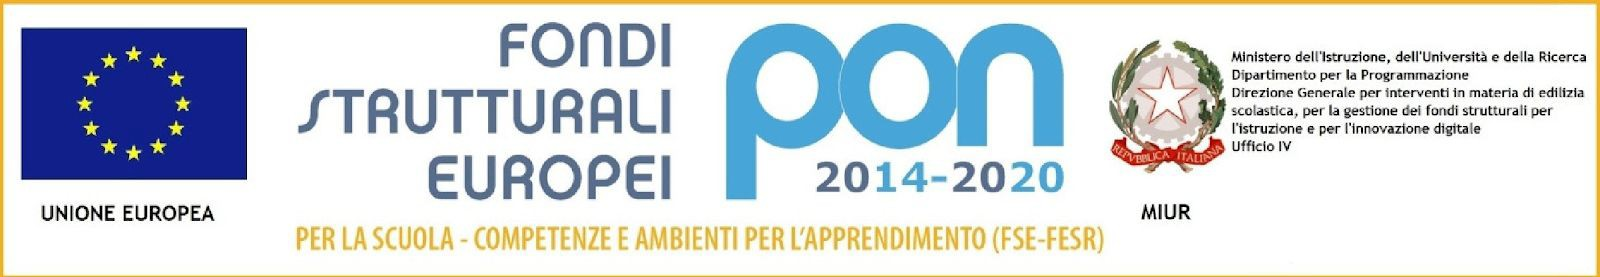 UNIONE EUROPEA
FONDI
STRUTTURALI
EUROPEI
pon
2014-2020
PER LA SCUOLA - COMPETENZE E AMBIENTI PER L'APPRENDIMENTO (FSE-FESR)
REPVBBLICA ITALIANA
MIUR
Ministero dell'Istruzione, dell'Università e della Ricerca
Dipartimento per la Programmazione
Direzione Generale per interventi in materia di edilizia
scolastica, per la gestione dei fondi strutturali per
l'istruzione e per l'innovazione digitale
Ufficio IV